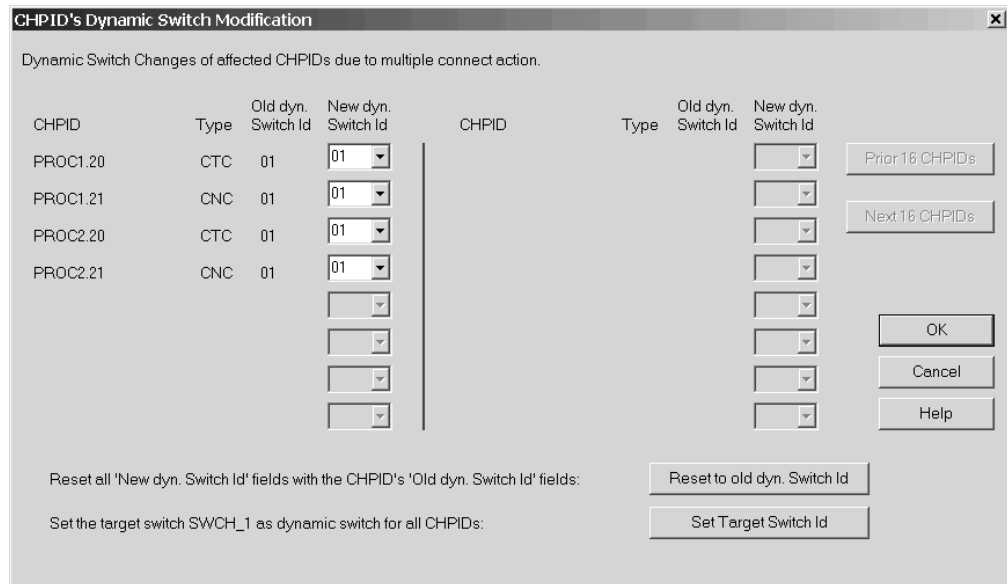 CHPID's Dynamic Switch Modification
Dynamic Switch Changes of affected CHPIDs due to multiple connect action.
CHPID Type Old dyn. Switch Id New dyn. Switch Id CHPID Type Old dyn. Switch Id New dyn. Switch Id
PROC1.20 CTC 01 01
PROC1.21 CNC 01 01
PROC2.20 CTC 01 01
PROC2.21 CNC 01 01
Prior 16 CHPIDs
Next 16 CHPIDs
OK
Cancel
Help
Reset all 'New dyn. Switch Id' fields with the CHPID's 'Old dyn. Switch Id' fields: Reset to old dyn. Switch Id
Set the target switch SWCH_1 as dynamic switch for all CHPIDs: Set Target Switch Id